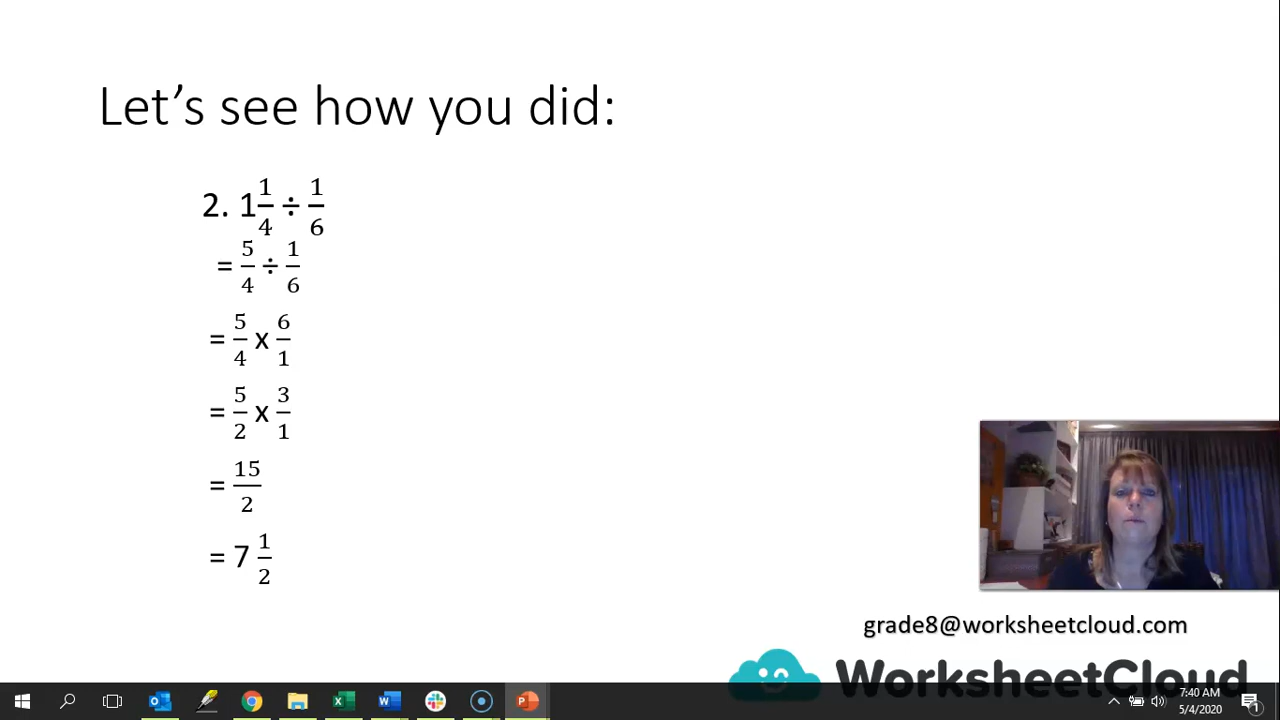 Let's see how you did:
2. 1 1/4 ÷ 1/6
= 5/4 ÷ 1/6
= 5/4 x 6/1
= 5/2 x 3/1
= 15/2
= 7 1/2
grade8@worksheetcloud.com
WorksheetCloud
7:40 AM
5/4/2020